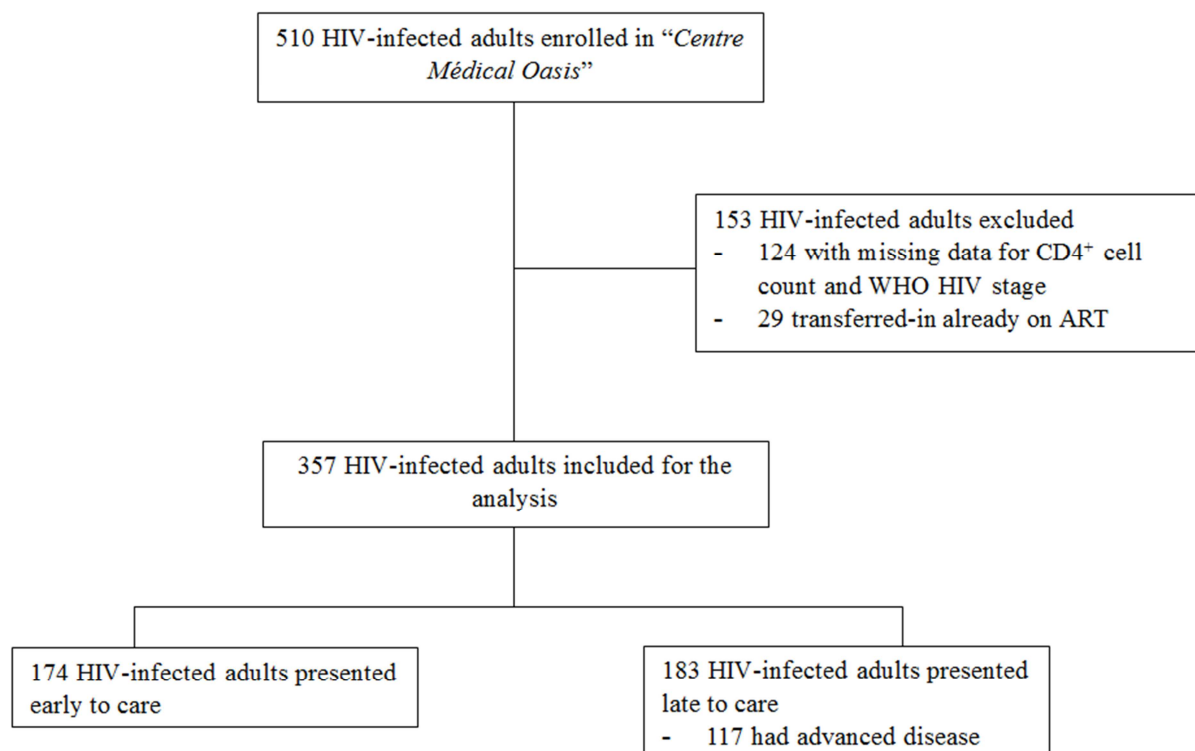 510 HIV-infected adults enrolled in “Centre
Médical Oasis”
153 HIV-infected adults excluded
- 124 with missing data for CD4⁺ cell
count and WHO HIV stage
- 29 transferred-in already on ART
357 HIV-infected adults included for the
analysis
174 HIV-infected adults presented
early to care
183 HIV-infected adults presented
late to care
- 117 had advanced disease